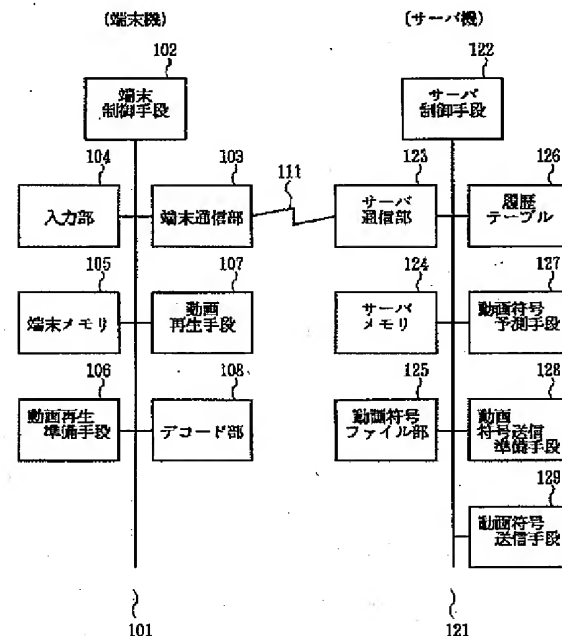 (端末機)
(サーバ機)
102
122
端末
制御手段
サーバ
制御手段
104
103
111
123
126
入力部
端末通信部
サーバ
通信部
履歴
テーブル
105
107
124
127
端末メモリ
動画
再生手段
サーバ
メモリ
動画符号
予測手段
106
108
125
128
動画再生
準備手段
デコード部
動画符号
ファイル部
動画
符号送信
準備手段
129
動画符号
送信手段
101
121